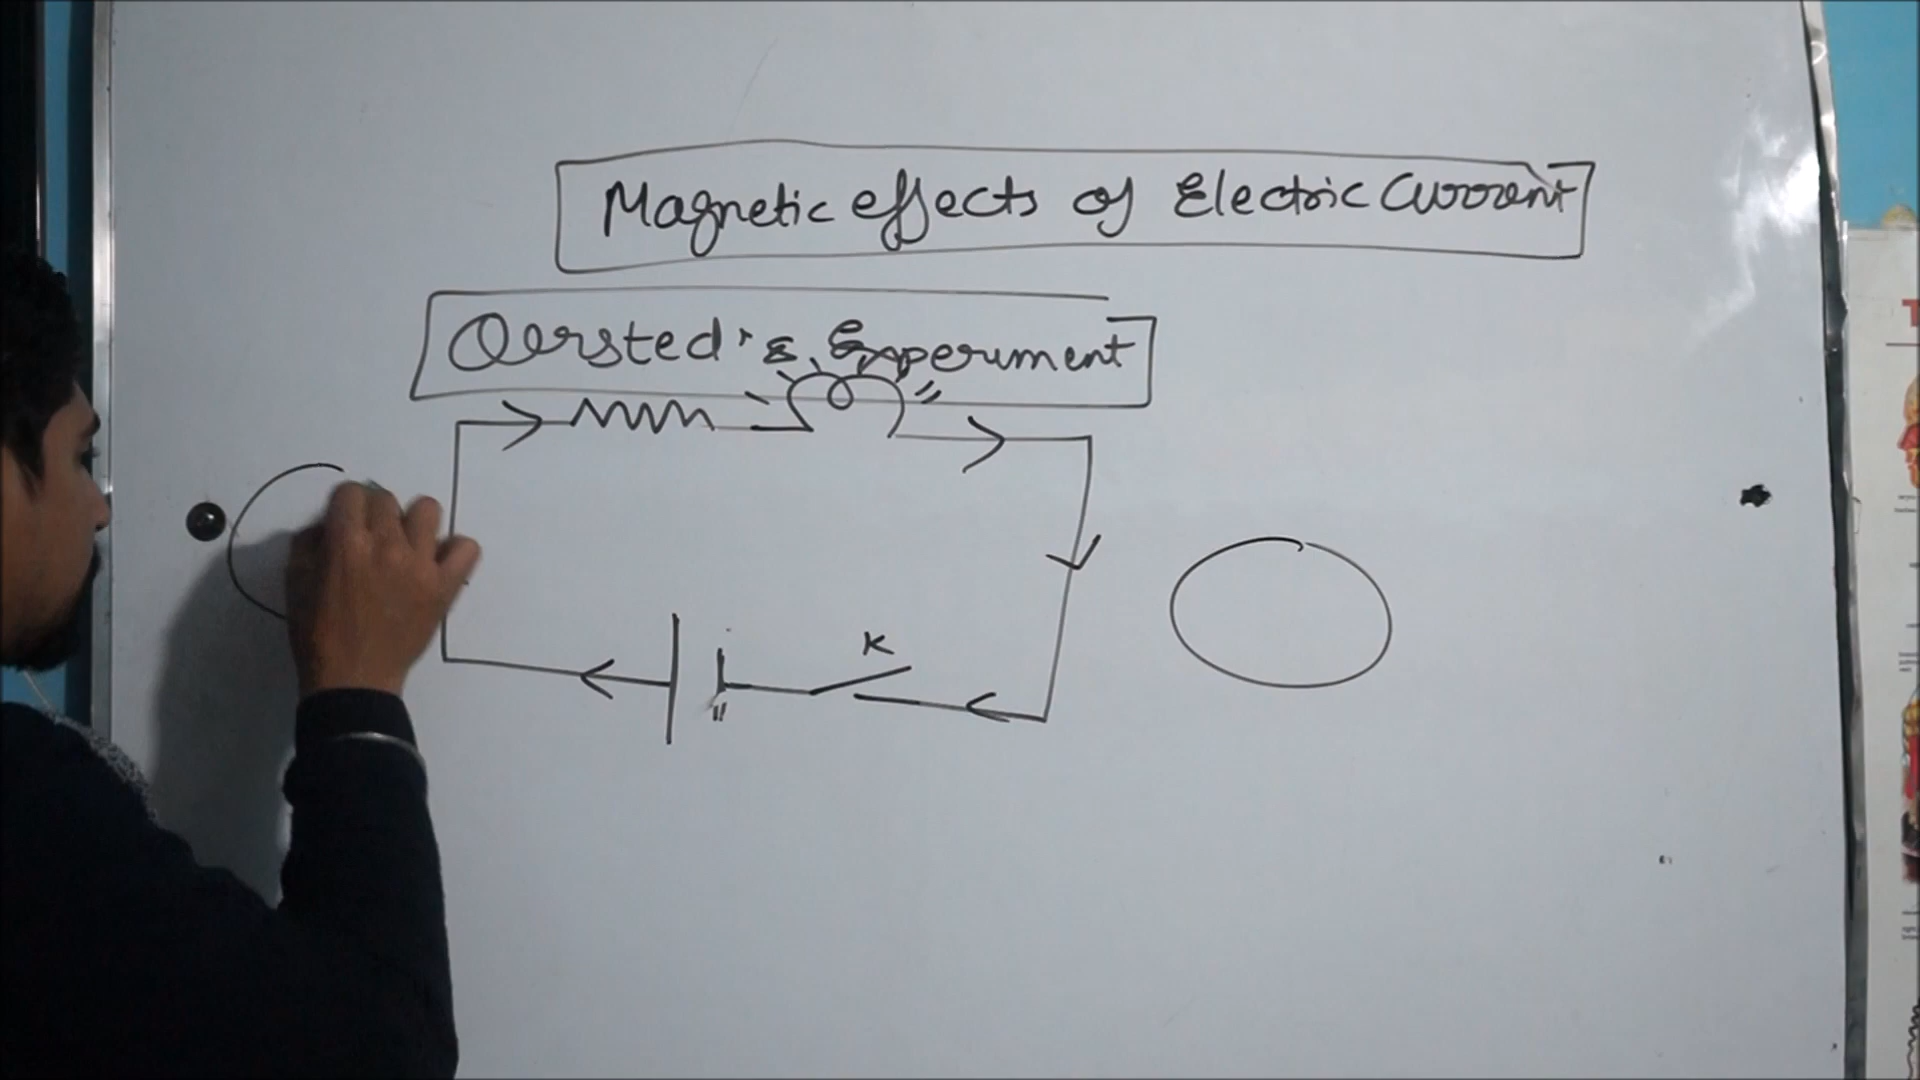 Magnetic effects of Electric Current
Oersted's Experiment
K